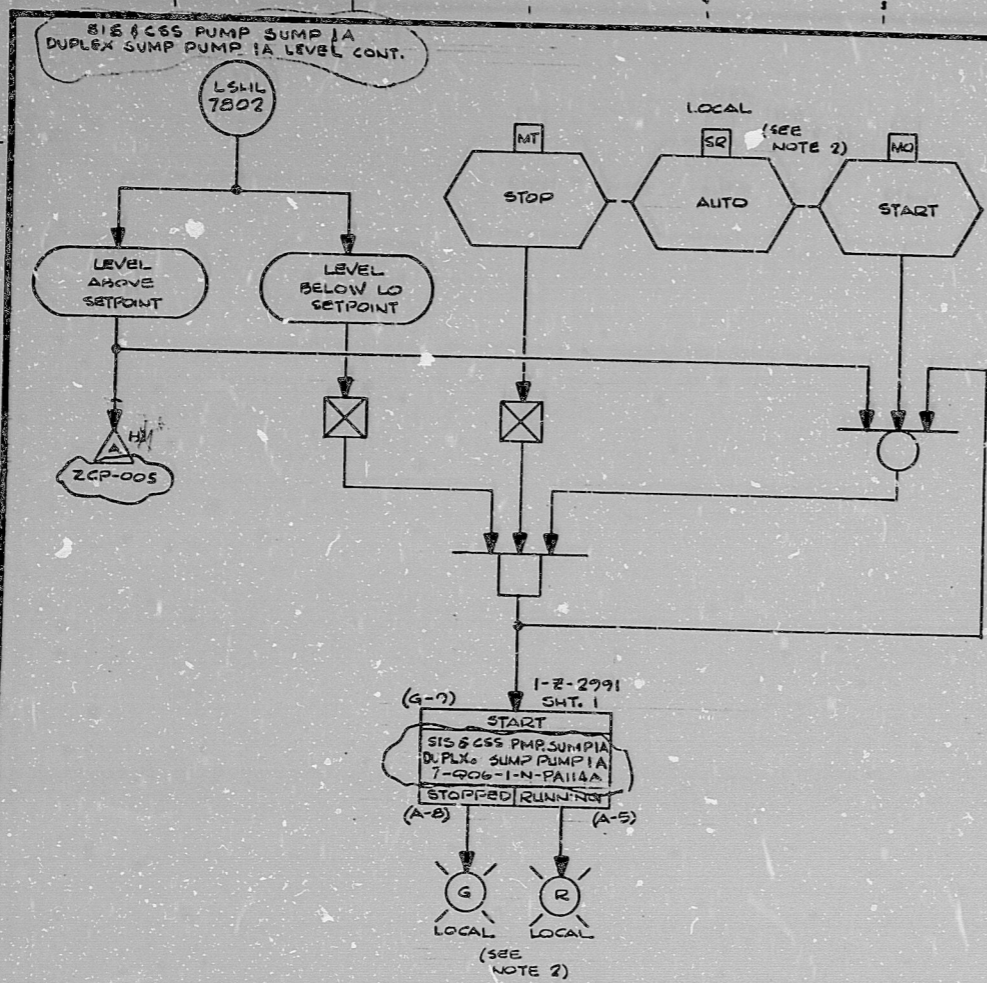 SIS & CSS PUMP SUMP 1A
DUPLEX SUMP PUMP 1A LEVEL CONT.
LSHL
7802
LOCAL
(SEE
NOTE 2)
MT
SR
MO
STOP
AUTO
START
LEVEL
ABOVE
SETPOINT
LEVEL
BELOW LO
SETPOINT
A
ZCP-005
1-Z-2991
SHT. 1
START
SIS & CSS PMP. SUMP 1A
DUPLX. SUMP PUMP 1A
7-Q06-1-N-PA114A
STOPPED
RUNNING
(A-8)
(A-5)
G
R
LOCAL
LOCAL
(SEE
NOTE 2)